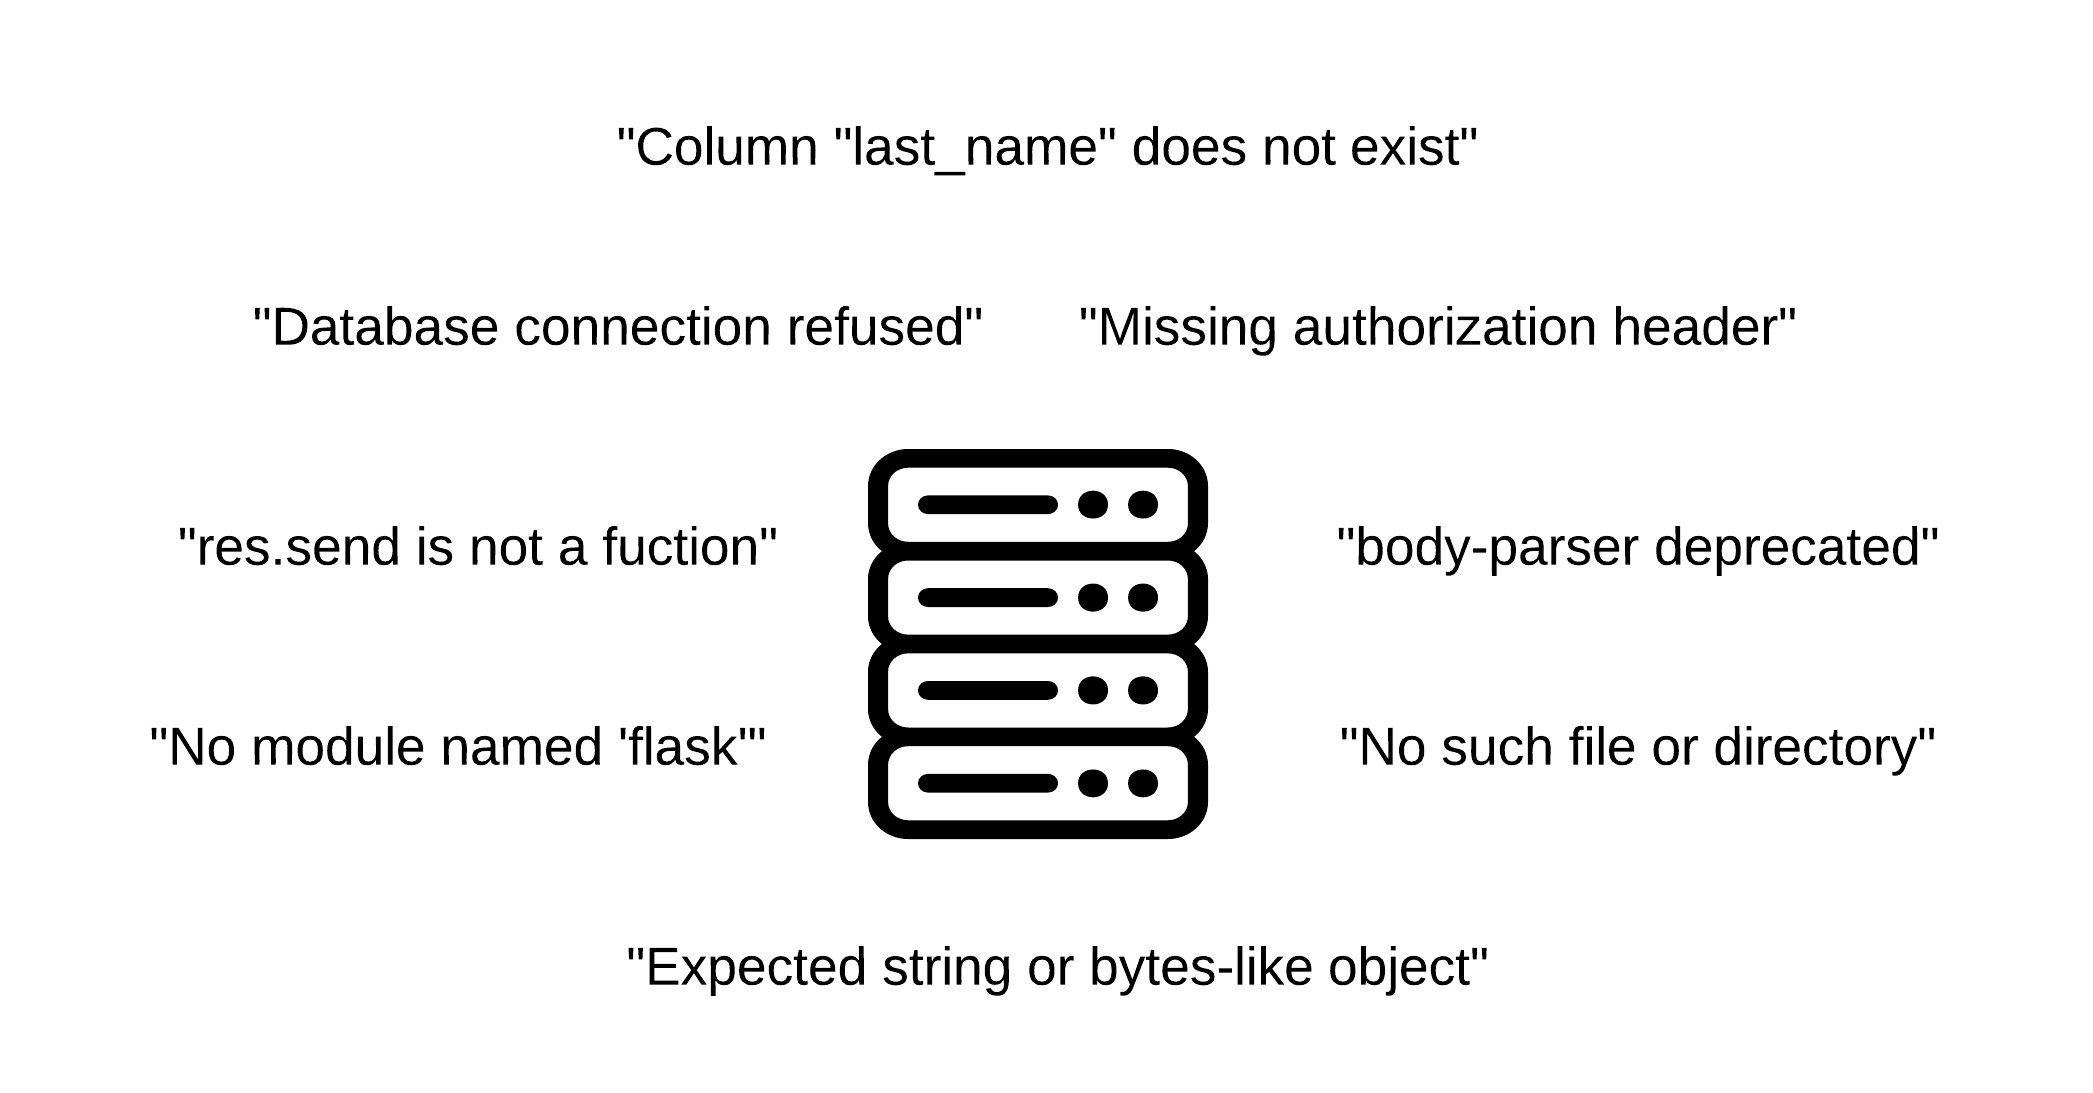 "Column "last_name" does not exist"
"Database connection refused" "Missing authorization header"
"res.send is not a fuction" "body-parser deprecated"
"No module named 'flask'" "No such file or directory"
"Expected string or bytes-like object"